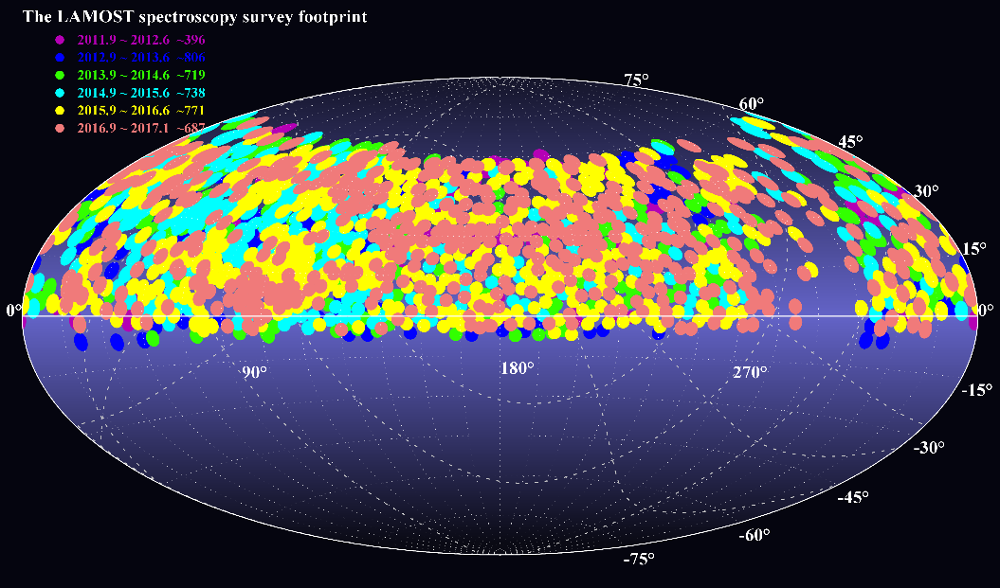 The LAMOST spectroscopy survey footprint
2011.9 ~ 2012.6 ~396
2012.9 ~ 2013.6 ~806
2013.9 ~ 2014.6 ~719
2014.9 ~ 2015.6 ~738
2015.9 ~ 2016.6 ~771
2016.9 ~ 2017.1 ~687
75°
60°
45°
30°
15°
0° 0°
90° 180° 270°
-15°
-30°
-45°
-60°
-75°